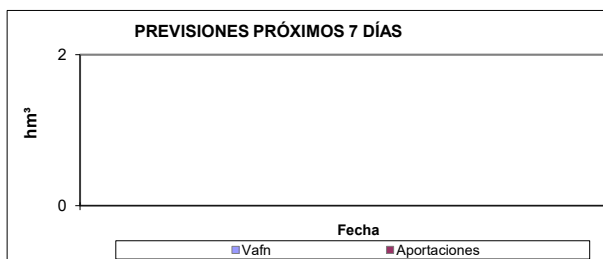 PREVISIONES PRÓXIMOS 7 DÍAS
2
hm³
0
Fecha
Vafn Aportaciones